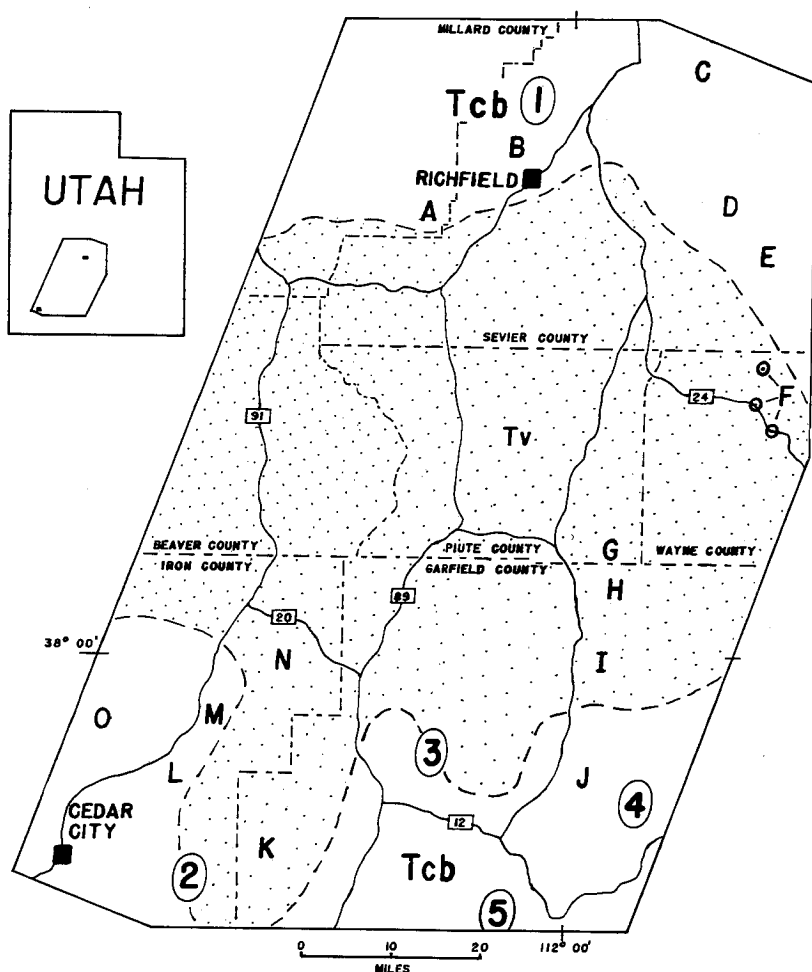 MILLARD COUNTY
C
Tcb
1
B
RICHFIELD
UTAH
A
D
E
SEVIER COUNTY
F
24
91
Tv
BEAVER COUNTY
PIUTE COUNTY
G
WAYNE COUNTY
IRON COUNTY
GARFIELD COUNTY
H
89
20
38° 00'
N
I
O
M
3
L
J
4
CEDAR
CITY
12
K
2
Tcb
5
0 10 20
MILES
112° 00'